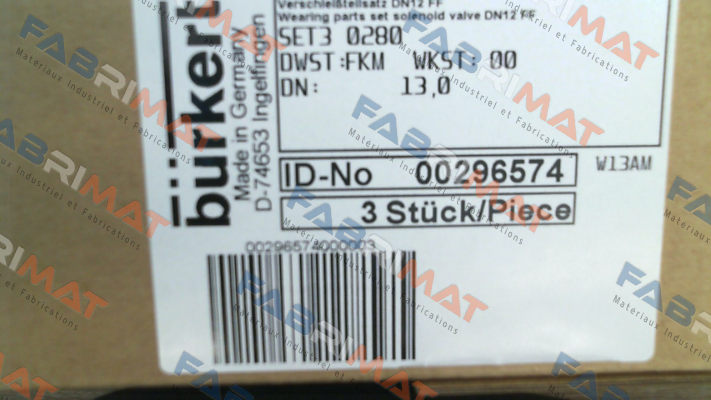 Verschleißteilsatz DN12 FF
Wearing parts set solenoid valve DN12 FF
SET3 0280
DWST:FKM WKST: 00
DN: 13,0
bürkert
Made in Germany
D-74653 Ingelfingen
ID-No 00296574
W13AM
3 Stück/Piece
00296574000003
FABRIMAT
Materiaux Industriel et Fabrications